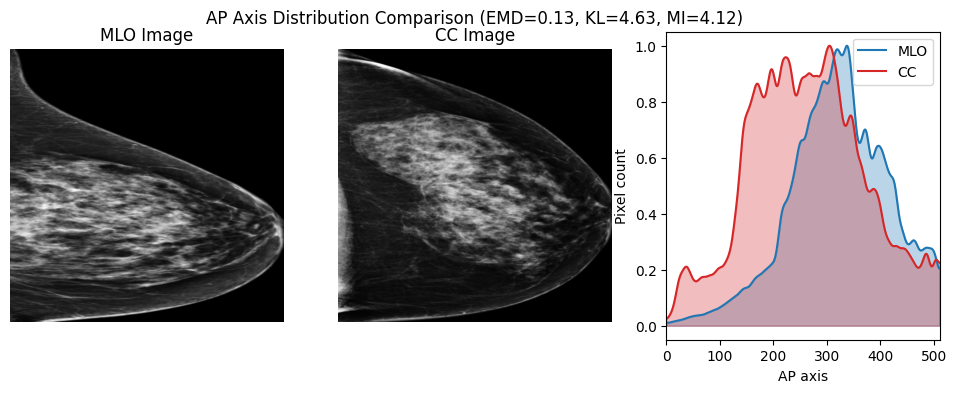 AP Axis Distribution Comparison (EMD=0.13, KL=4.63, MI=4.12)
MLO Image
CC Image
MLO
CC
Pixel count
1.0
0.8
0.6
0.4
0.2
0.0
0 100 200 300 400 500
AP axis